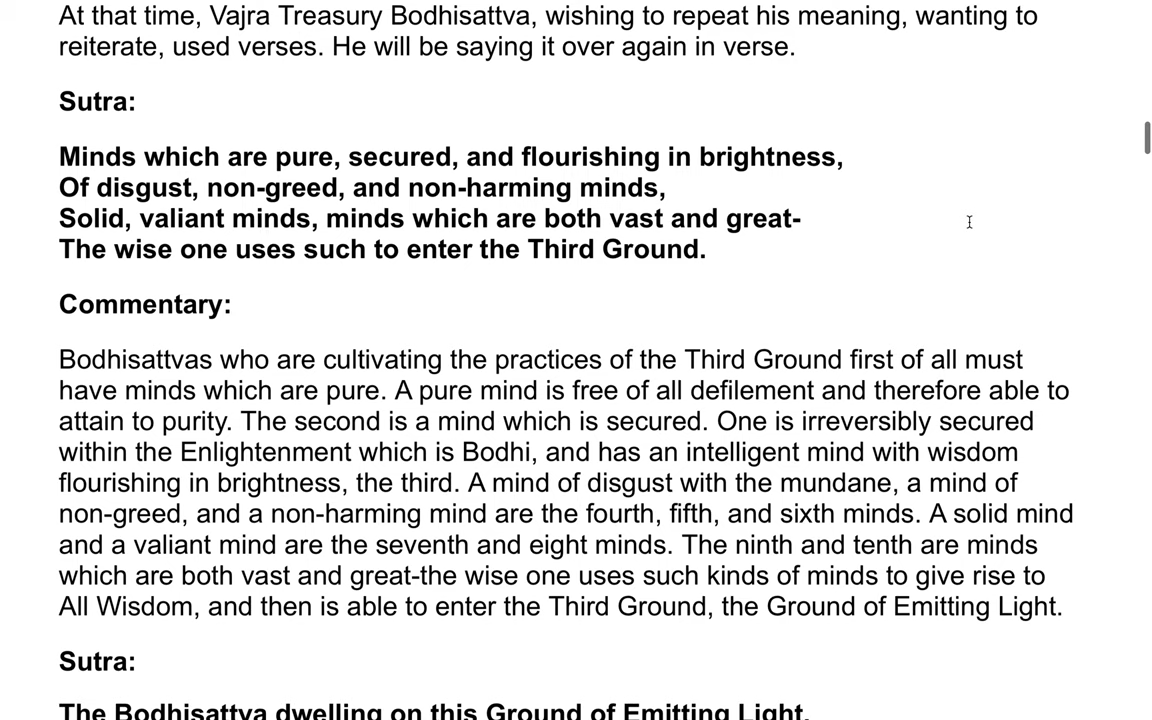 At that time, Vajra Treasury Bodhisattva, wishing to repeat his meaning, wanting to
reiterate, used verses. He will be saying it over again in verse.
Sutra:
Minds which are pure, secured, and flourishing in brightness,
Of disgust, non-greed, and non-harming minds,
Solid, valiant minds, minds which are both vast and great-
The wise one uses such to enter the Third Ground.
Commentary:
Bodhisattvas who are cultivating the practices of the Third Ground first of all must
have minds which are pure. A pure mind is free of all defilement and therefore able to
attain to purity. The second is a mind which is secured. One is irreversibly secured
within the Enlightenment which is Bodhi, and has an intelligent mind with wisdom
flourishing in brightness, the third. A mind of disgust with the mundane, a mind of
non-greed, and a non-harming mind are the fourth, fifth, and sixth minds. A solid mind
and a valiant mind are the seventh and eight minds. The ninth and tenth are minds
which are both vast and great-the wise one uses such kinds of minds to give rise to
All Wisdom, and then is able to enter the Third Ground, the Ground of Emitting Light.
Sutra:
The Bodhisattva dwelling on this Ground of Emitting Light,